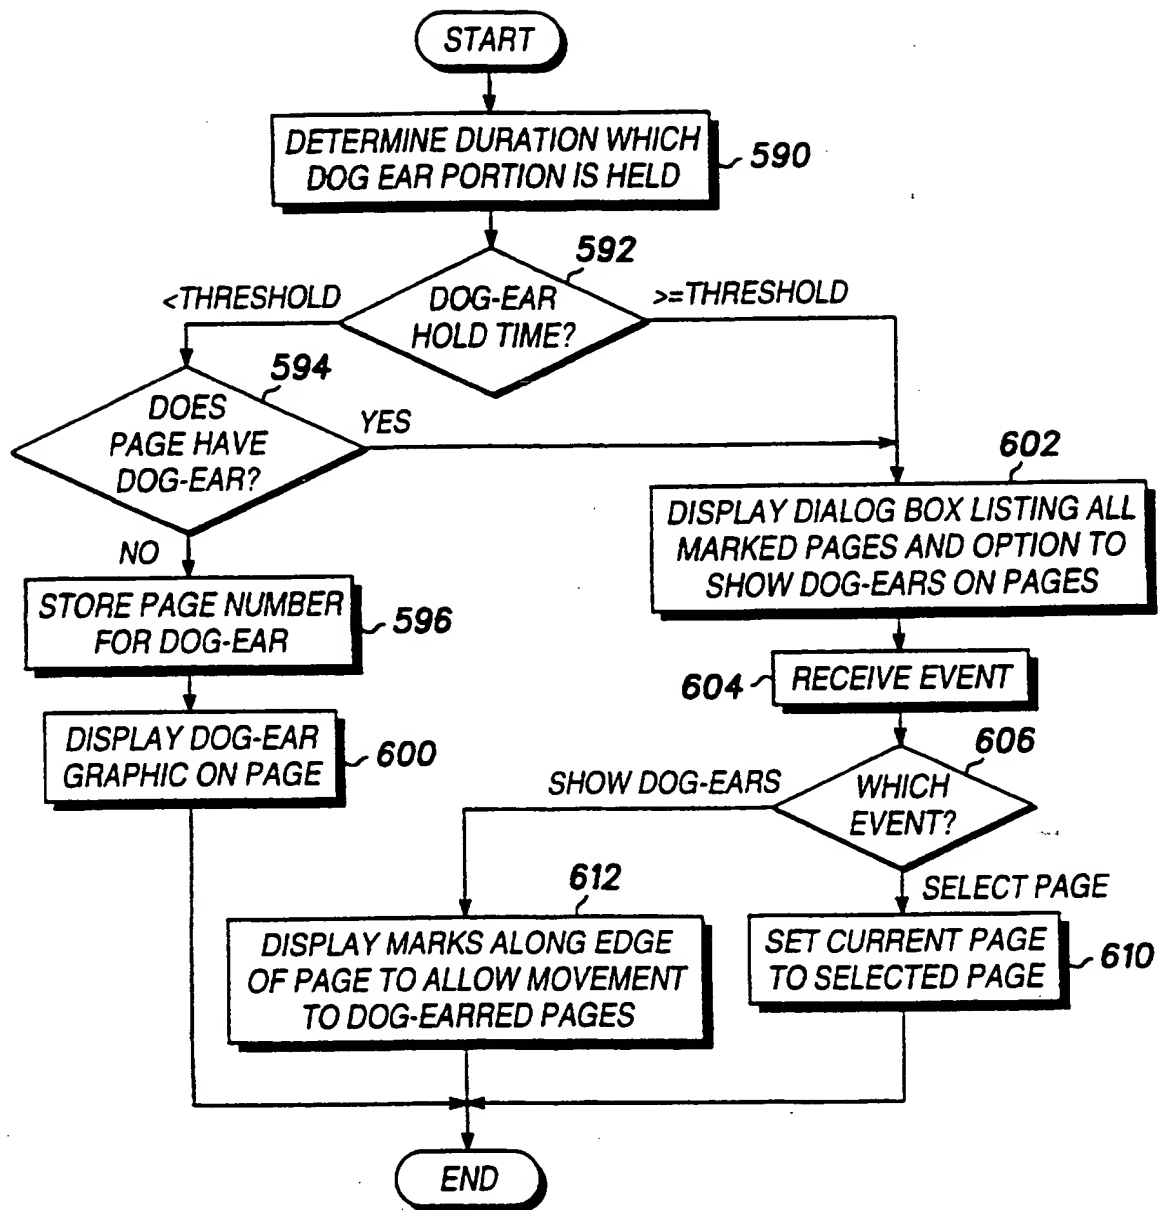 START
DETERMINE DURATION WHICH
DOG EAR PORTION IS HELD
590
592
<THRESHOLD
DOG-EAR
HOLD TIME?
>=THRESHOLD
594
DOES
PAGE HAVE
DOG-EAR?
YES
NO
602
DISPLAY DIALOG BOX LISTING ALL
MARKED PAGES AND OPTION TO
SHOW DOG-EARS ON PAGES
STORE PAGE NUMBER
FOR DOG-EAR
596
604
RECEIVE EVENT
DISPLAY DOG-EAR
GRAPHIC ON PAGE
600
606
SHOW DOG-EARS
WHICH
EVENT?
SELECT PAGE
612
DISPLAY MARKS ALONG EDGE
OF PAGE TO ALLOW MOVEMENT
TO DOG-EARRED PAGES
SET CURRENT PAGE
TO SELECTED PAGE
610
END